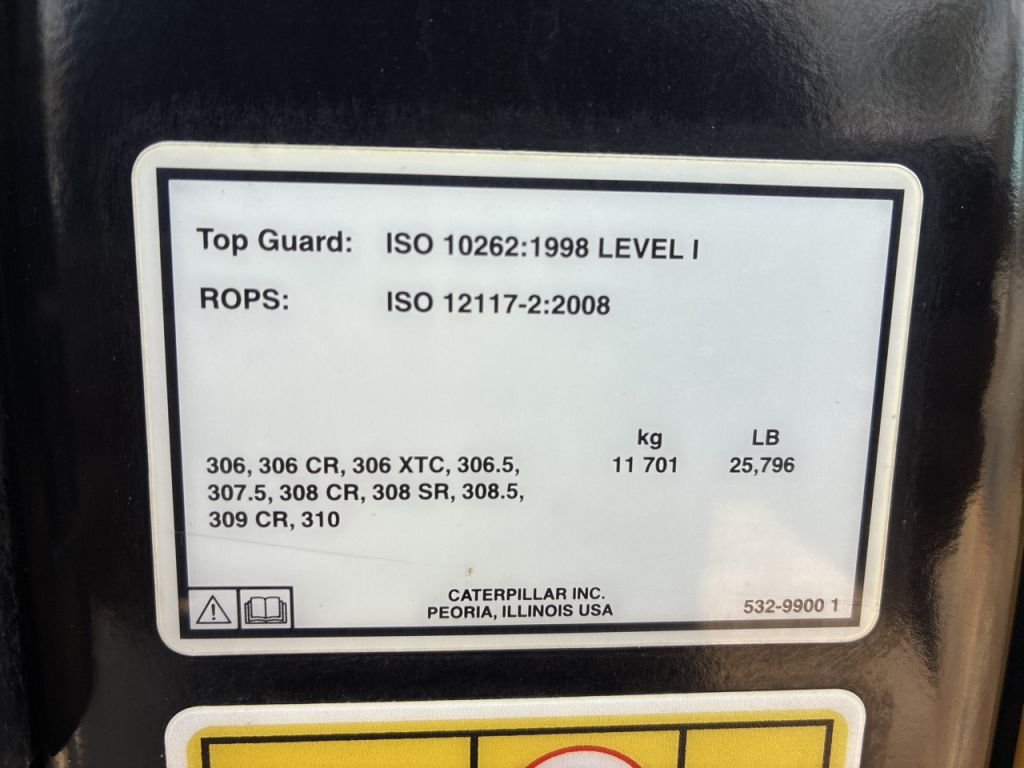 Top Guard: ISO 10262:1998 LEVEL I
ROPS: ISO 12117-2:2008
kg LB
306, 306 CR, 306 XTC, 306.5, 11 701 25,796
307.5, 308 CR, 308 SR, 308.5,
309 CR, 310
CATERPILLAR INC.
PEORIA, ILLINOIS USA
532-9900 1